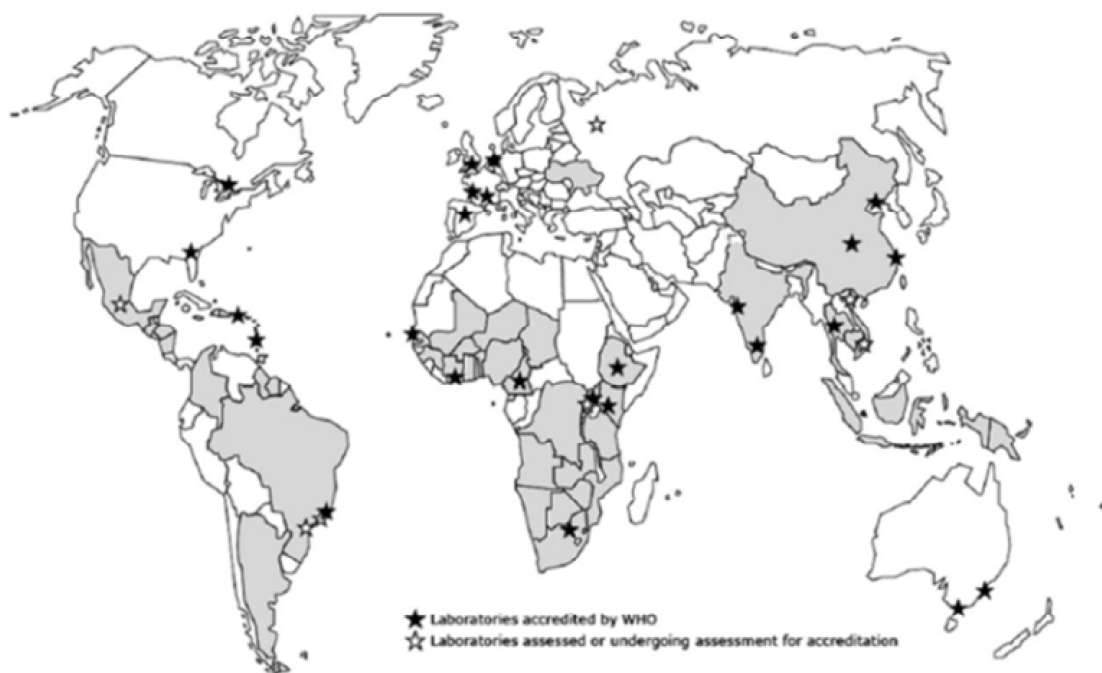 Laboratories accredited by WHO
Laboratories assessed or undergoing assessment for accreditation